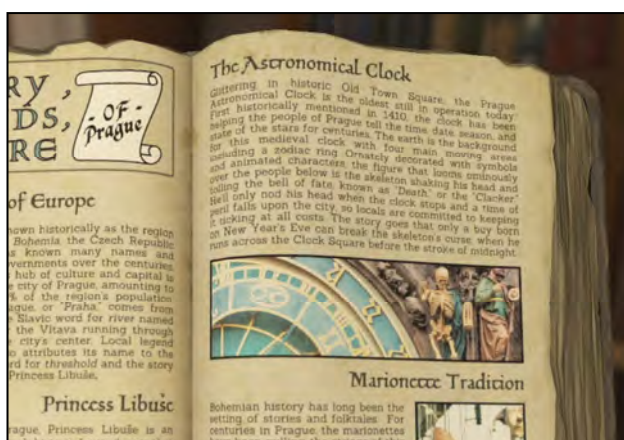 RY,
DS,
RE
- OF -
Prague
of Europe
nown historically as the region
Bohemia the Czech Republic
s known many names and
vernments over the centuries.
hub of culture and capital is
e city of Prague, amounting to
% of the region's population.
ague, or "Praha," comes from
e Slavic word for river named
the Vitava running through
e city's center. Local legend
o attributes its name to the
rd for threshold and the story
Princess Libuše.
Princess Libuše
rague, Princess Libuše is an
The Astronomical Clock
Glittering in historic Old Town Square, the Prague
Astronomical Clock is the oldest still in operation today.
First historically mentioned in 1410, the clock has been
helping the people of Prague tell the time date, season, and
state of the stars for centuries. The earth is the background
for this medieval clock with four main moving areas
including a zodiac ring. Ornately decorated with symbols
and animated characters, the figure that looms ominously
over the people below is the skeleton shaking his head and
tolling the bell of fate, known as "Death," or the "Clanker."
He'll only nod his head when the clock stops and a time of
peril falls upon the city, so locals are committed to keeping
it ticking at all costs. The story goes that only a buy born
on New Year's Eve can break the skeleton's curse, when he
runs across the Clock Square before the stroke of midnight.
Marionette Tradition
Bohemian history has long been the
setting of stories and folktales. For
centuries in Prague, the marionettes